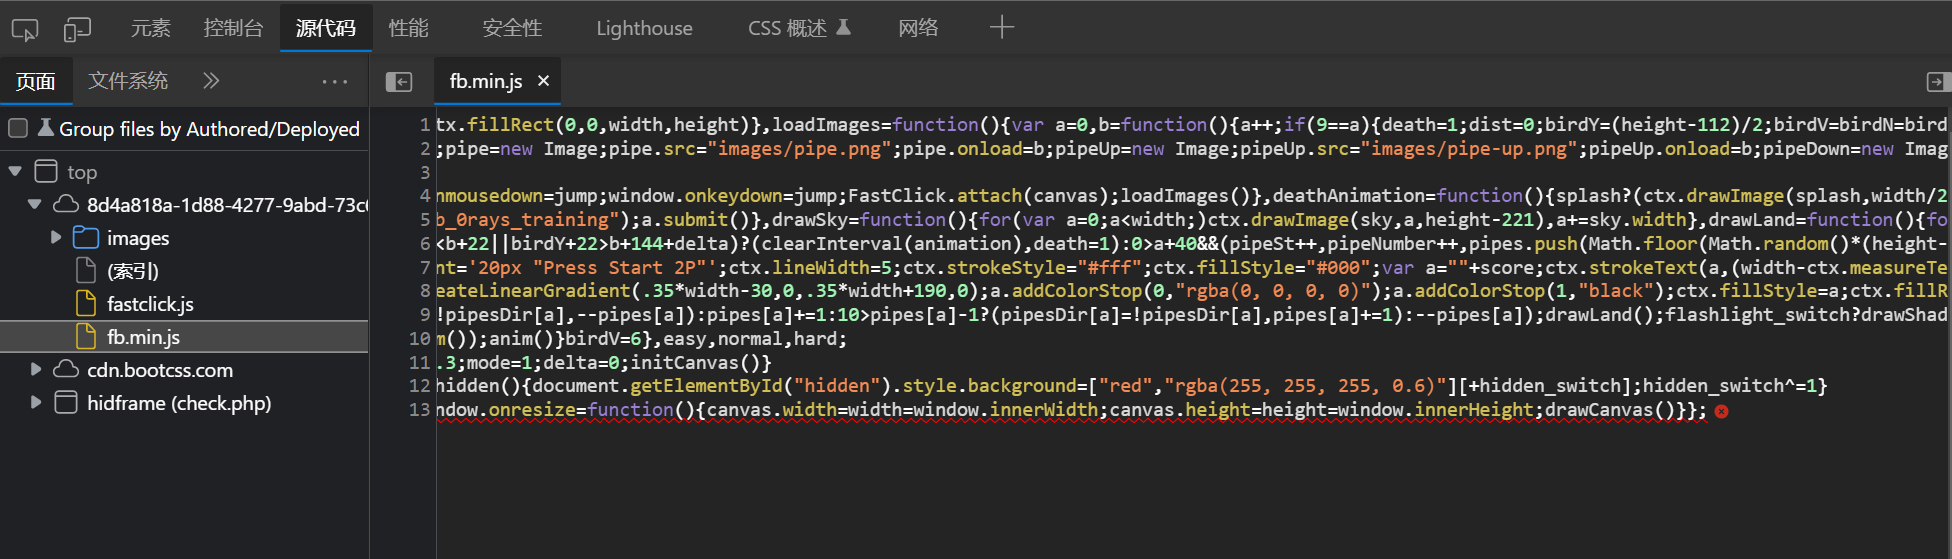 元素 控制台 源代码 性能 安全性 Lighthouse CSS 概述 网络
页面 文件系统 fb.min.js
Group files by Authored/Deployed
top
8d4a818a-1d88-4277-9abd-73c
images
(索引)
fastclick.js
fb.min.js
cdn.bootcss.com
hidframe (check.php)
1 tx.fillRect(0,0,width,height)},loadImages=function(){var a=0,b=function(){a++;if(9==a){death=1;dist=0;birdY=(height-112)/2;birdV=birdN=bird
2 ;pipe=new Image;pipe.src="images/pipe.png";pipe.onload=b;pipeUp=new Image;pipeUp.src="images/pipe-up.png";pipeUp.onload=b;pipeDown=new Imag
3
4 nmousedown=jump;window.onkeydown=jump;FastClick.attach(canvas);loadImages()},deathAnimation=function(){splash?(ctx.drawImage(splash,width/2
5 b_0rays_training");a.submit()},drawSky=function(){for(var a=0;a<width;)ctx.drawImage(sky,a,height-221),a+=sky.width},drawLand=function(){fo
6 <b+22||birdY+22>b+144+delta)?(clearInterval(animation),death=1):0>a+40&&(pipeSt++,pipeNumber++,pipes.push(Math.floor(Math.random()*(height-
7 nt='20px "Press Start 2P"';ctx.lineWidth=5;ctx.strokeStyle="#fff";ctx.fillStyle="#000";var a=""+score;ctx.strokeText(a,(width-ctx.measureTe
8 eateLinearGradient(.35*width-30,0,.35*width+190,0);a.addColorStop(0,"rgba(0, 0, 0, 0)");a.addColorStop(1,"black");ctx.fillStyle=a;ctx.fillR
9 !pipesDir[a],--pipes[a]):pipes[a]+=1:10>pipes[a]-1?(pipesDir[a]=!pipesDir[a],pipes[a]+=1):--pipes[a]);drawLand();flashlight_switch?drawShad
10 m());anim()}birdV=6},easy,normal,hard;
11 .3;mode=1;delta=0;initCanvas()}
12 hidden(){document.getElementById("hidden").style.background=["red","rgba(255, 255, 255, 0.6)"][+hidden_switch];hidden_switch^=1}
13 ndow.onresize=function(){canvas.width=width=window.innerWidth;canvas.height=height=window.innerHeight;drawCanvas()}};